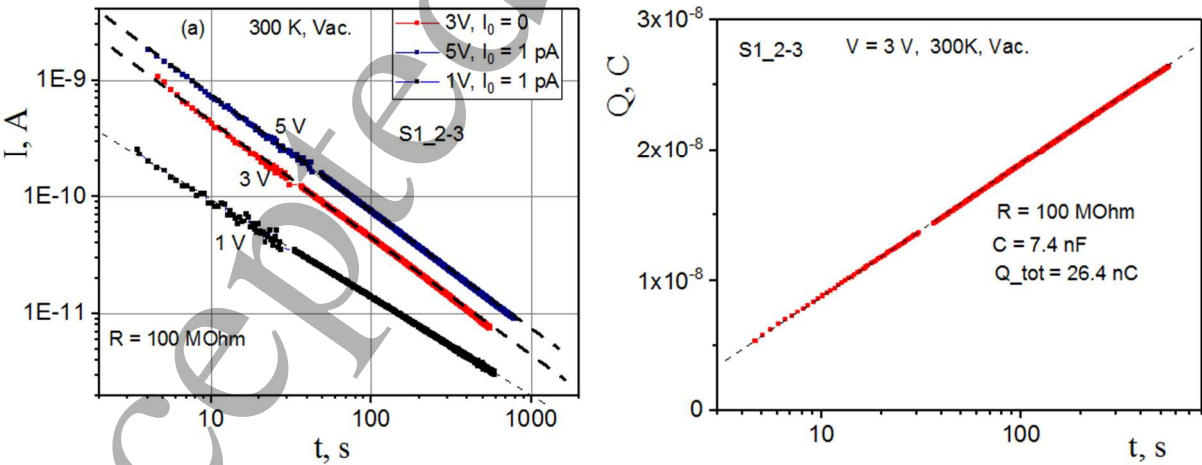 (a) 300 K, Vac.
3V, I₀ = 0
5V, I₀ = 1 pA
1V, I₀ = 1 pA
S1_2-3
5 V
3 V
1 V
R = 100 MOhm
1E-9
1E-10
1E-11
I, A
10 100 1000
t, s
3x10⁻⁸
2x10⁻⁸
1x10⁻⁸
0
Q, C
S1_2-3 V = 3 V, 300K, Vac.
R = 100 MOhm
C = 7.4 nF
Q_tot = 26.4 nC
10 100
t, s
cepted